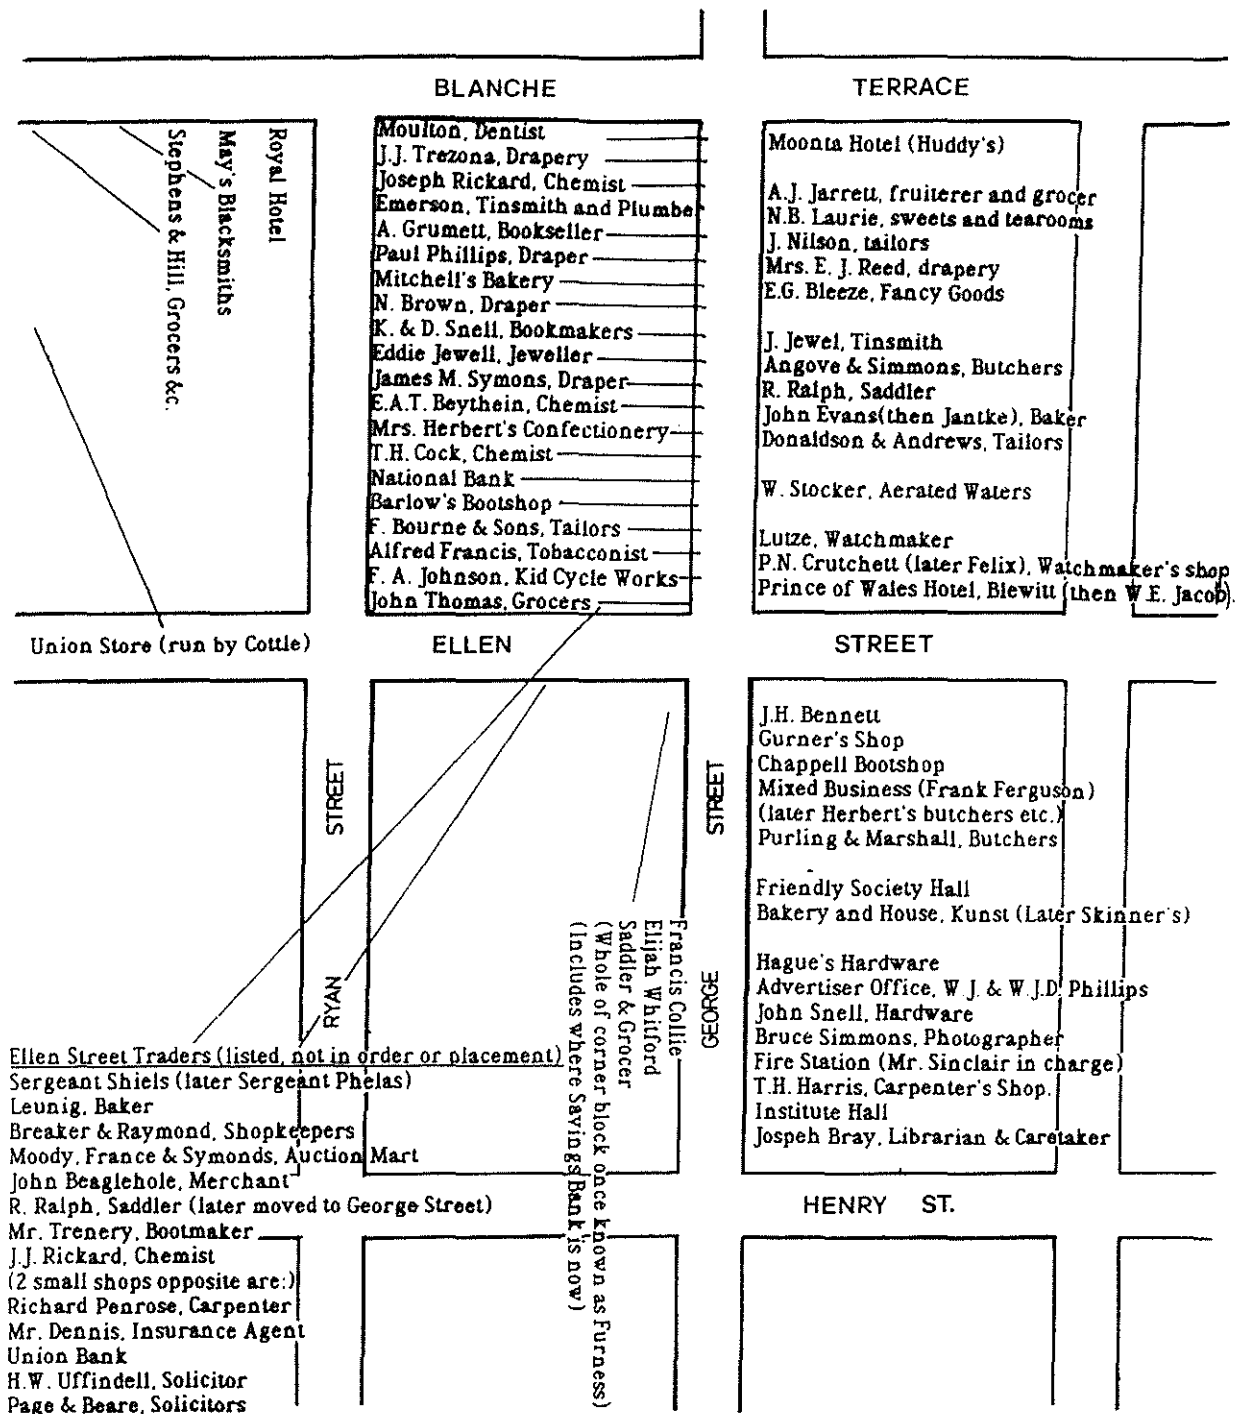 BLANCHE TERRACE
Royal Hotel
May's Blacksmiths
Stephens & Hill, Grocers &c.
Moulton, Dentist
J.J. Trezona, Drapery
Joseph Rickard, Chemist
Emerson, Tinsmith and Plumbe
A. Grumett, Bookseller
Paul Phillips, Draper
Mitchell's Bakery
N. Brown, Draper
K. & D. Snell, Bookmakers
Eddie Jewell, Jeweller
James M. Symons, Draper
E.A.T. Beythein, Chemist
Mrs. Herbert's Confectionery
T.H. Cock, Chemist
National Bank
Barlow's Bootshop
F. Bourne & Sons, Tailors
Alfred Francis, Tobacconist
F. A. Johnson, Kid Cycle Works
John Thomas, Grocers
Moonta Hotel (Huddy's)
A.J. Jarrett, fruiterer and grocer
N.B. Laurie, sweets and tearooms
J. Nilson, tailors
Mrs. E. J. Reed, drapery
E.G. Bleeze, Fancy Goods
J. Jewel, Tinsmith
Angove & Simmons, Butchers
R. Ralph, Saddler
John Evans(then Jantke), Baker
Donaldson & Andrews, Tailors
W. Stocker, Aerated Waters
Lutze, Watchmaker
P.N. Crutchett (later Felix), Watchmaker's shop
Prince of Wales Hotel, Blewitt (then W.E. Jacob).
Union Store (run by Cottle)
ELLEN STREET
RYAN STREET
GEORGE STREET
J.H. Bennett
Gurner's Shop
Chappell Bootshop
Mixed Business (Frank Ferguson)
(later Herbert's butchers etc.)
Purling & Marshall, Butchers
Friendly Society Hall
Bakery and House, Kunst (Later Skinner's)
Hague's Hardware
Advertiser Office, W.J. & W.J.D. Phillips
John Snell, Hardware
Bruce Simmons, Photographer
Fire Station (Mr. Sinclair in charge)
T.H. Harris, Carpenter's Shop.
Institute Hall
Jospeh Bray, Librarian & Caretaker
Francis Collie
Elijah Whitford
Saddler & Grocer
(Whole of corner block once known as Furness)
(Includes where Savings Bank is now)
HENRY ST.
Ellen Street Traders (listed, not in order or placement)
Sergeant Shiels (later Sergeant Phelas)
Leunig, Baker
Breaker & Raymond, Shopkeepers
Moody, France & Symonds, Auction Mart
John Beaglehole, Merchant
R. Ralph, Saddler (later moved to George Street)
Mr. Trenery, Bootmaker
J.J. Rickard, Chemist
(2 small shops opposite are:)
Richard Penrose, Carpenter
Mr. Dennis, Insurance Agent
Union Bank
H.W. Uffindell, Solicitor
Page & Beare, Solicitors